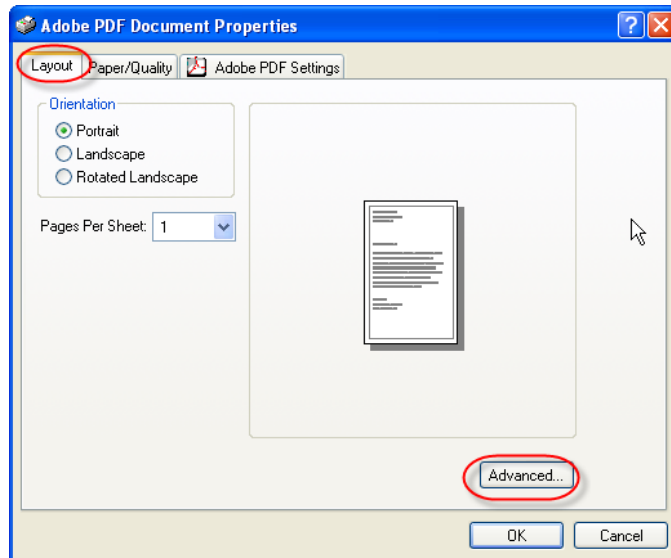 Adobe PDF Document Properties
Layout Paper/Quality Adobe PDF Settings
Orientation
Portrait
Landscape
Rotated Landscape
Pages Per Sheet: 1
Advanced...
OK Cancel